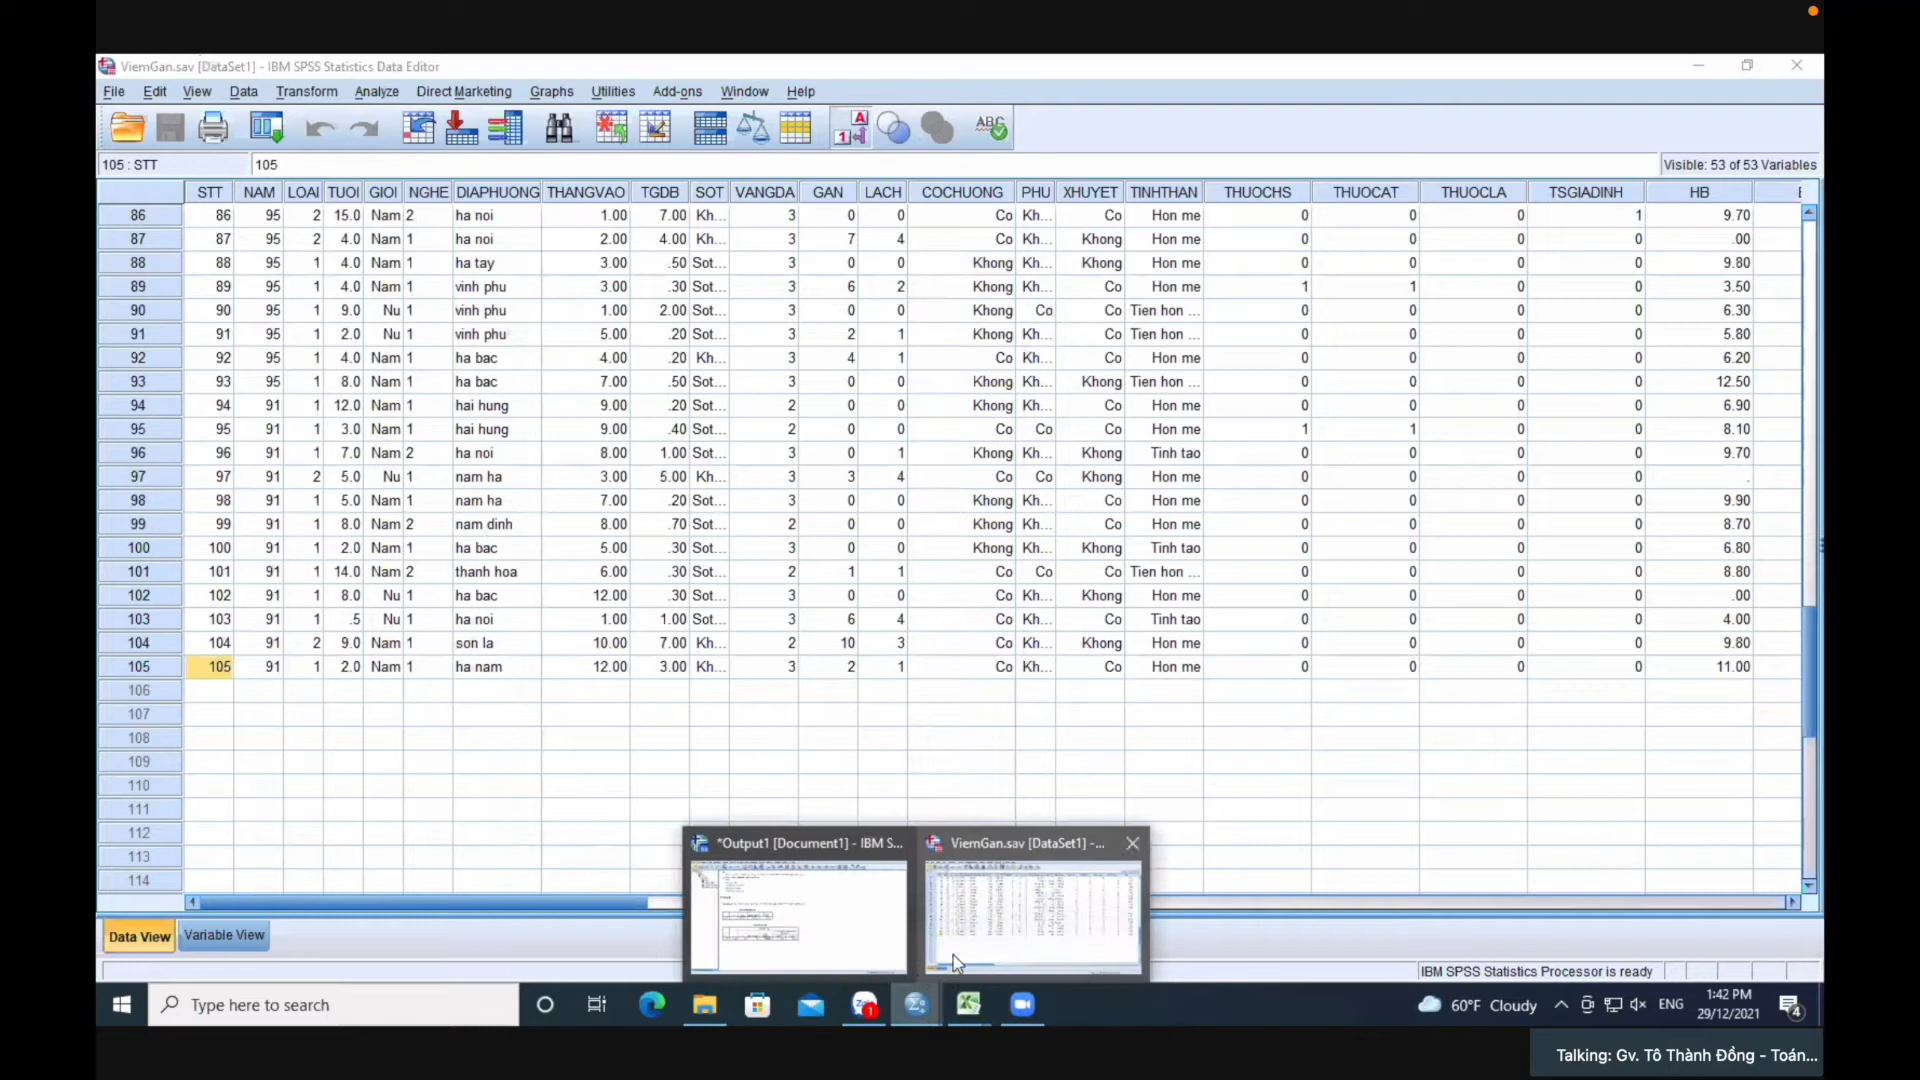 ViemGan.sav [DataSet1] - IBM SPSS Statistics Data Editor
File Edit View Data Transform Analyze Direct Marketing Graphs Utilities Add-ons Window Help
105 : STT 105 Visible: 53 of 53 Variables
STT NAM LOAI TUOI GIOI NGHE DIAPHUONG THANGVAO TGDB SOT VANGDA GAN LACH COCHUONG PHU XHUYET TINHTHAN THUOCHS THUOCAT THUOCLA TSGIADINH HB
86 86 95 2 15.0 Nam 2 ha noi 1.00 7.00 Kh... 3 0 0 Co Kh... Co Hon me 0 0 0 1 9.70
87 87 95 2 4.0 Nam 1 ha noi 2.00 4.00 Kh... 3 7 4 Co Kh... Khong Hon me 0 0 0 0 .00
88 88 95 1 4.0 Nam 1 ha tay 3.00 .50 Sot... 3 0 0 Khong Kh... Khong Hon me 0 0 0 0 9.80
89 89 95 1 4.0 Nam 1 vinh phu 3.00 .30 Sot... 3 6 2 Khong Kh... Co Hon me 1 1 0 0 3.50
90 90 95 1 9.0 Nu 1 vinh phu 1.00 2.00 Sot... 3 0 0 Khong Co Co Tien hon ... 0 0 0 0 6.30
91 91 95 1 2.0 Nu 1 vinh phu 5.00 .20 Sot... 3 2 1 Khong Kh... Co Tien hon ... 0 0 0 0 5.80
92 92 95 1 4.0 Nam 1 ha bac 4.00 .20 Kh... 3 4 1 Co Kh... Co Hon me 0 0 0 0 6.20
93 93 95 1 8.0 Nam 1 ha bac 7.00 .50 Sot... 3 0 0 Khong Kh... Khong Tien hon ... 0 0 0 0 12.50
94 94 91 1 12.0 Nam 1 hai hung 9.00 .20 Sot... 2 0 0 Khong Kh... Co Hon me 0 0 0 0 6.90
95 95 91 1 3.0 Nam 1 hai hung 9.00 .40 Sot... 2 0 0 Co Co Co Hon me 1 1 0 0 8.10
96 96 91 1 7.0 Nam 2 ha noi 8.00 1.00 Sot... 3 0 1 Khong Kh... Khong Tinh tao 0 0 0 0 9.70
97 97 91 2 5.0 Nu 1 nam ha 3.00 5.00 Kh... 3 3 4 Co Co Khong Hon me 0 0 0 0 .
98 98 91 1 5.0 Nam 1 nam ha 7.00 .20 Sot... 3 0 0 Khong Kh... Co Hon me 0 0 0 0 9.90
99 99 91 1 8.0 Nam 2 nam dinh 8.00 .70 Sot... 2 0 0 Khong Kh... Co Hon me 0 0 0 0 8.70
100 100 91 1 2.0 Nam 1 ha bac 5.00 .30 Sot... 3 0 0 Khong Kh... Khong Tinh tao 0 0 0 0 6.80
101 101 91 1 14.0 Nam 2 thanh hoa 6.00 .30 Sot... 2 1 1 Co Co Co Tien hon ... 0 0 0 0 8.80
102 102 91 1 8.0 Nu 1 ha bac 12.00 .30 Sot... 3 0 0 Co Kh... Khong Hon me 0 0 0 0 .00
103 103 91 1 .5 Nu 1 ha noi 1.00 1.00 Sot... 3 6 4 Co Kh... Co Tinh tao 0 0 0 0 4.00
104 104 91 2 9.0 Nam 1 son la 10.00 7.00 Kh... 2 10 3 Co Kh... Khong Hon me 0 0 0 0 9.80
105 105 91 1 2.0 Nam 1 ha nam 12.00 3.00 Kh... 3 2 1 Co Kh... Co Hon me 0 0 0 0 11.00
106
107
108
109
110
111
112
113
114
*Output1 [Document1] - IBM S... ViemGan.sav [DataSet1] -...
Data View Variable View
IBM SPSS Statistics Processor is ready
Type here to search
60°F Cloudy ENG 1:42 PM
29/12/2021
Talking: Gv. Tô Thành Đồng - Toán...